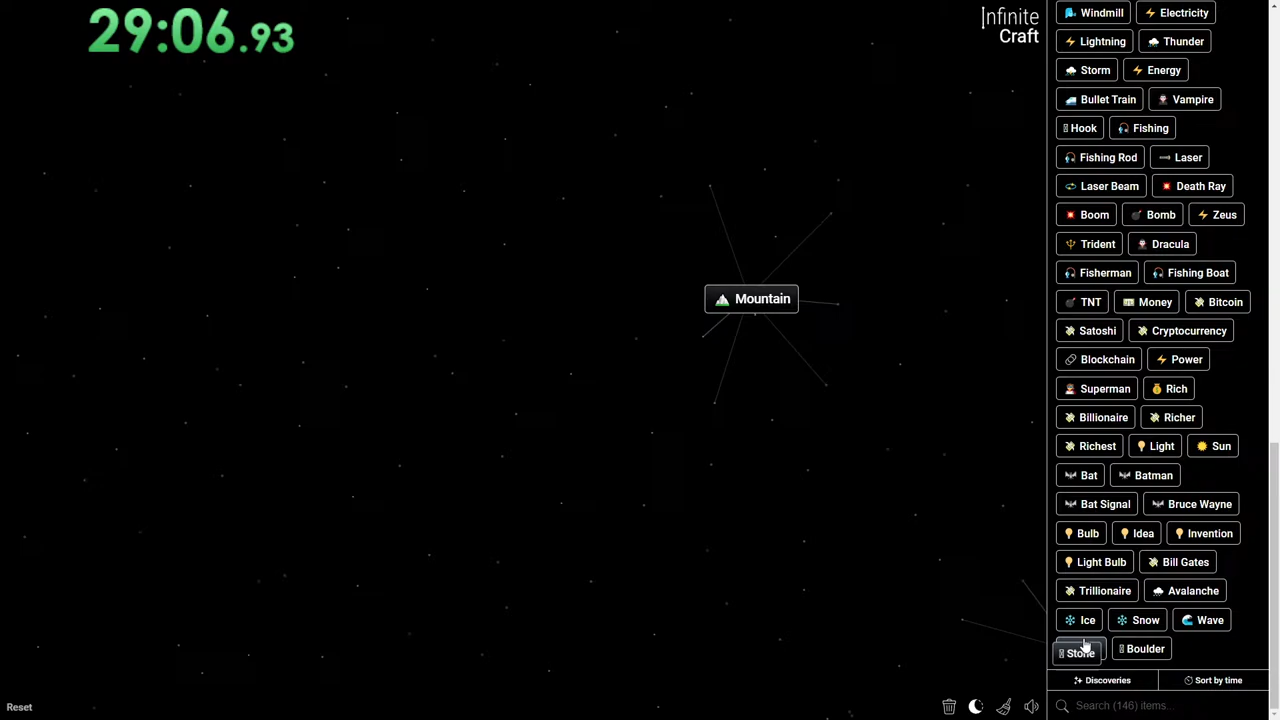 29:06.93
Infinite
Craft
Mountain
Windmill Electricity
Lightning Thunder
Storm Energy
Bullet Train Vampire
Hook Fishing
Fishing Rod Laser
Laser Beam Death Ray
Boom Bomb Zeus
Trident Dracula
Fisherman Fishing Boat
TNT Money Bitcoin
Satoshi Cryptocurrency
Blockchain Power
Superman Rich
Billionaire Richer
Richest Light Sun
Bat Batman
Bat Signal Bruce Wayne
Bulb Idea Invention
Light Bulb Bill Gates
Trillionaire Avalanche
Ice Snow Wave
Stone Boulder
Discoveries Sort by time
Search (146) items...
Reset